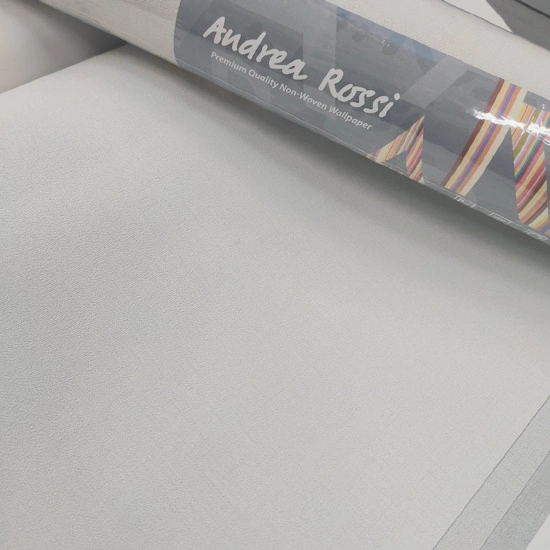 Andrea Rossi
Premium Quality Non-Woven Wallpaper